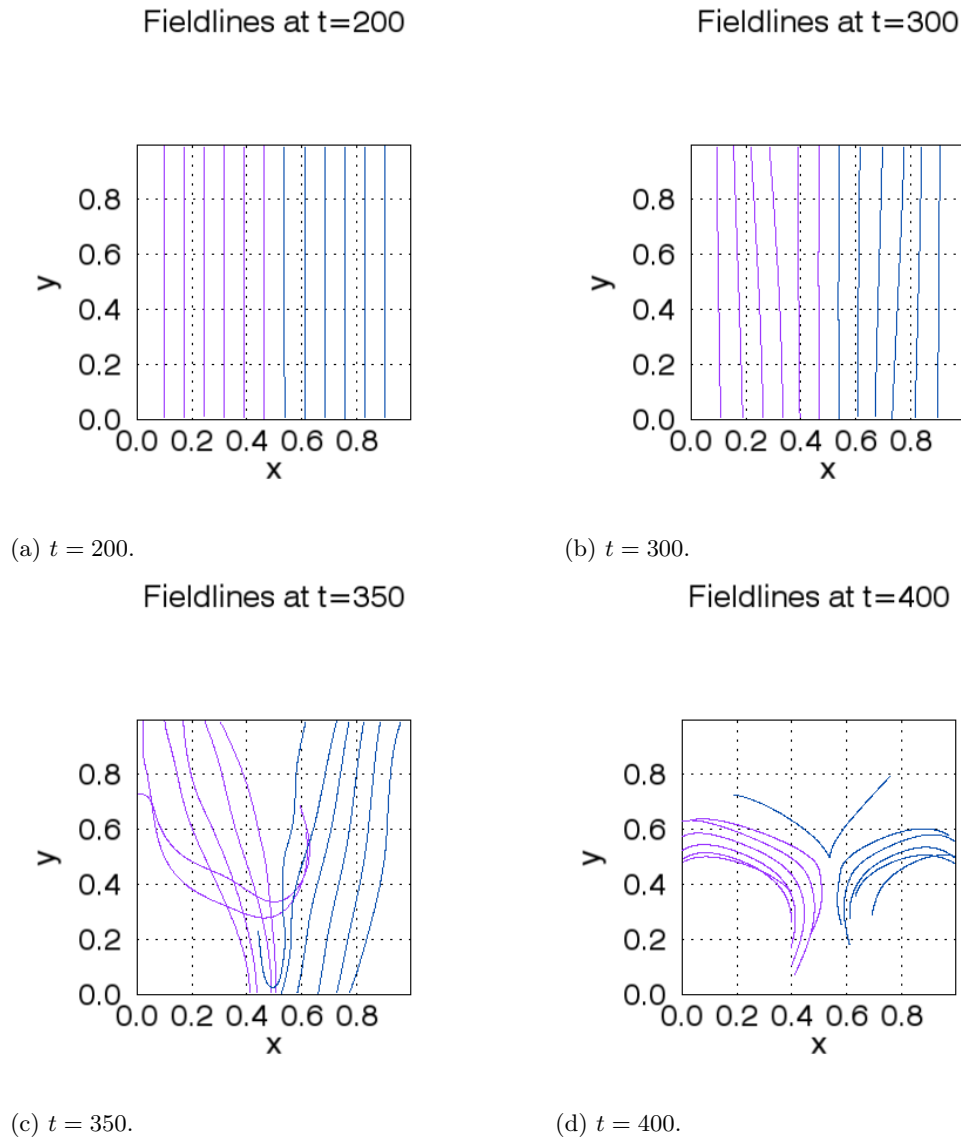 Fieldlines at t=200
Fieldlines at t=300
0.8
0.6
y
0.4
0.2
0.0
0.0 0.2 0.4 0.6 0.8
x
0.8
0.6
y
0.4
0.2
0.0
0.0 0.2 0.4 0.6 0.8
x
(a) t = 200.
(b) t = 300.
Fieldlines at t=350
Fieldlines at t=400
0.8
0.6
y
0.4
0.2
0.0
0.0 0.2 0.4 0.6 0.8
x
0.8
0.6
y
0.4
0.2
0.0
0.0 0.2 0.4 0.6 0.8
x
(c) t = 350.
(d) t = 400.